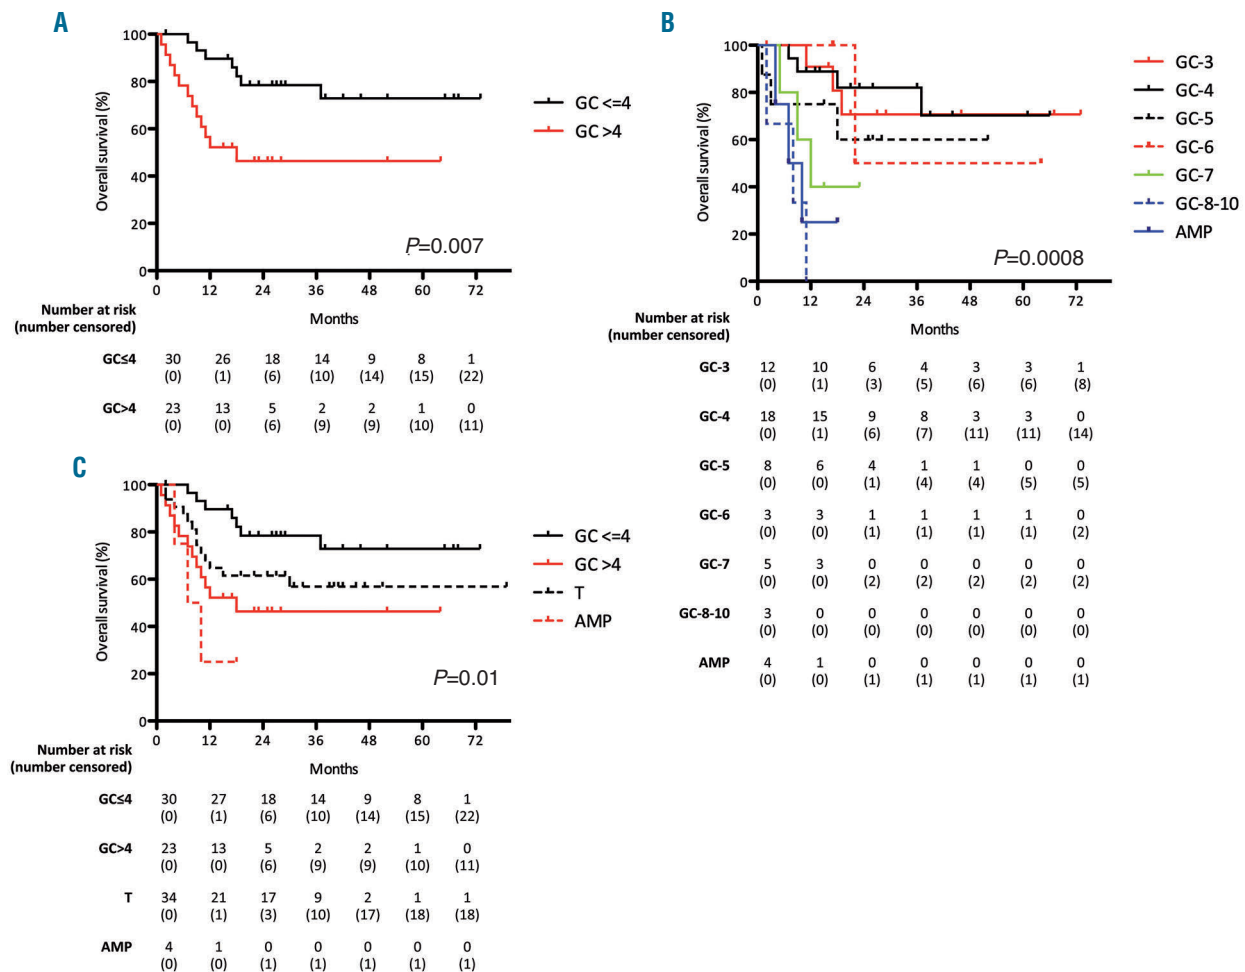 A
100
80
60
40
20
0
Overall survival (%)
GC <=4
GC >4
P=0.007
0 12 24 36 48 60 72
Months
Number at risk
(number censored)
GC≤4 30 26 18 14 9 8 1
(0) (1) (6) (10) (14) (15) (22)
GC>4 23 13 5 2 2 1 0
(0) (0) (6) (9) (9) (10) (11)
B
100
80
60
40
20
0
Overall survival (%)
GC-3
GC-4
GC-5
GC-6
GC-7
GC-8-10
AMP
P=0.0008
0 12 24 36 48 60 72
Months
Number at risk
(number censored)
GC-3 12 10 6 4 3 3 1
(0) (1) (3) (5) (6) (6) (8)
GC-4 18 15 9 8 3 3 0
(0) (1) (6) (7) (11) (11) (14)
GC-5 8 6 4 1 1 0 0
(0) (0) (1) (4) (4) (5) (5)
GC-6 3 3 1 1 1 1 0
(0) (0) (1) (1) (1) (1) (2)
GC-7 5 3 0 0 0 0 0
(0) (0) (2) (2) (2) (2) (2)
GC-8-10 3 0 0 0 0 0 0
(0) (0) (0) (0) (0) (0) (0)
AMP 4 1 0 0 0 0 0
(0) (0) (1) (1) (1) (1) (1)
C
100
80
60
40
20
0
Overall survival (%)
GC <=4
GC >4
T
AMP
P=0.01
0 12 24 36 48 60 72
Months
Number at risk
(number censored)
GC≤4 30 27 18 14 9 8 1
(0) (1) (6) (10) (14) (15) (22)
GC>4 23 13 5 2 2 1 0
(0) (0) (6) (9) (9) (10) (11)
T 34 21 17 9 2 1 1
(0) (1) (3) (10) (17) (18) (18)
AMP 4 1 0 0 0 0 0
(0) (0) (1) (1) (1) (1) (1)